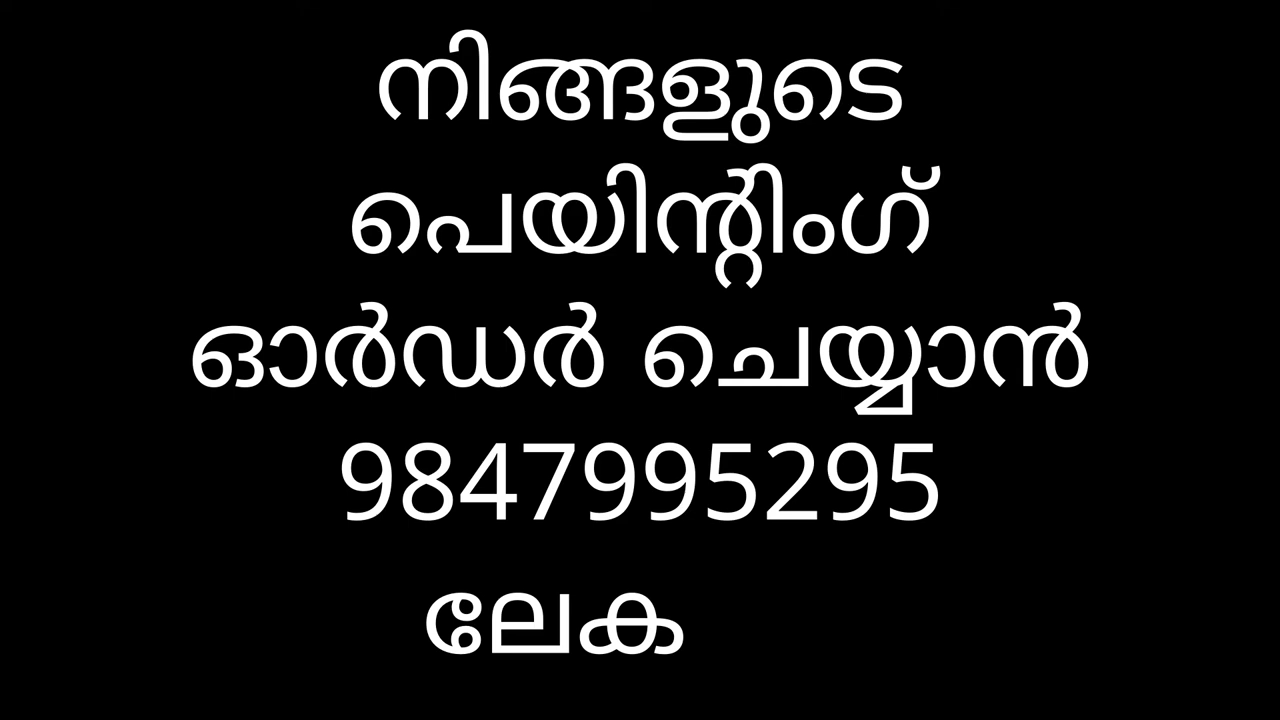 നിങ്ങളുടെ
പെയിന്റിംഗ്
ഓർഡർ ചെയ്യാൻ
9847995295
ലേക